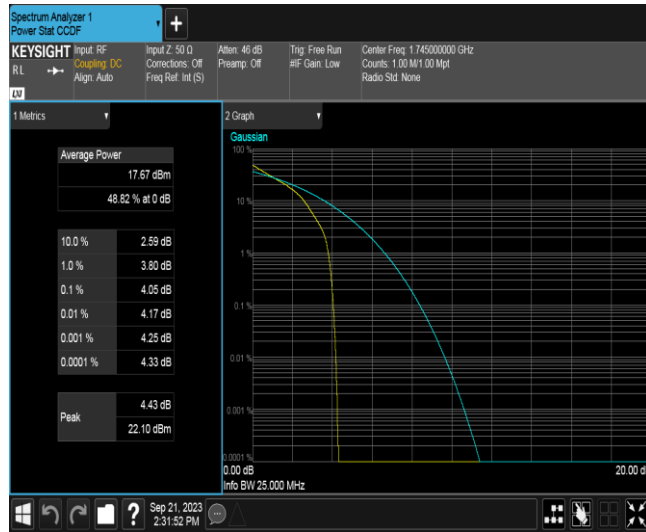 Spectrum Analyzer 1
Power Stat CCDF
KEYSIGHT
RL
LXI
Input: RF
Coupling: DC
Align: Auto
Input Z: 50 Ω
Corrections: Off
Freq Ref: Int (S)
Atten: 46 dB
Preamp: Off
Trig: Free Run
#IF Gain: Low
Center Freq: 1.745000000 GHz
Counts: 1.00 M/1.00 Mpt
Radio Std: None
1 Metrics
Average Power
17.67 dBm
48.82 % at 0 dB
10.0 % 2.59 dB
1.0 % 3.80 dB
0.1 % 4.05 dB
0.01 % 4.17 dB
0.001 % 4.25 dB
0.0001 % 4.33 dB
Peak
4.43 dB
22.10 dBm
2 Graph
Gaussian
100 %
10 %
1 %
0.1 %
0.01 %
0.001 %
0.0001 %
0.00 dB
20.00 d
Info BW 25.000 MHz
?
Sep 21, 2023
2:31:52 PM